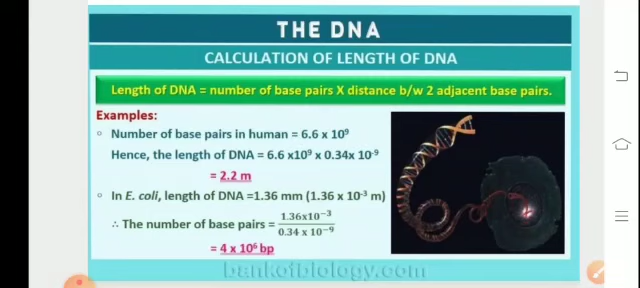 THE DNA
CALCULATION OF LENGTH OF DNA
Length of DNA = number of base pairs X distance b/w 2 adjacent base pairs.
Examples:
◦ Number of base pairs in human = 6.6 x 10⁹
Hence, the length of DNA = 6.6 x10⁹ x 0.34x 10⁻⁹
= 2.2 m
◦ In E. coli, length of DNA =1.36 mm (1.36 x 10⁻³ m)
∴ The number of base pairs = 1.36x10⁻³ / 0.34 x 10⁻⁹
= 4 x 10⁶ bp
bankofbiology.com